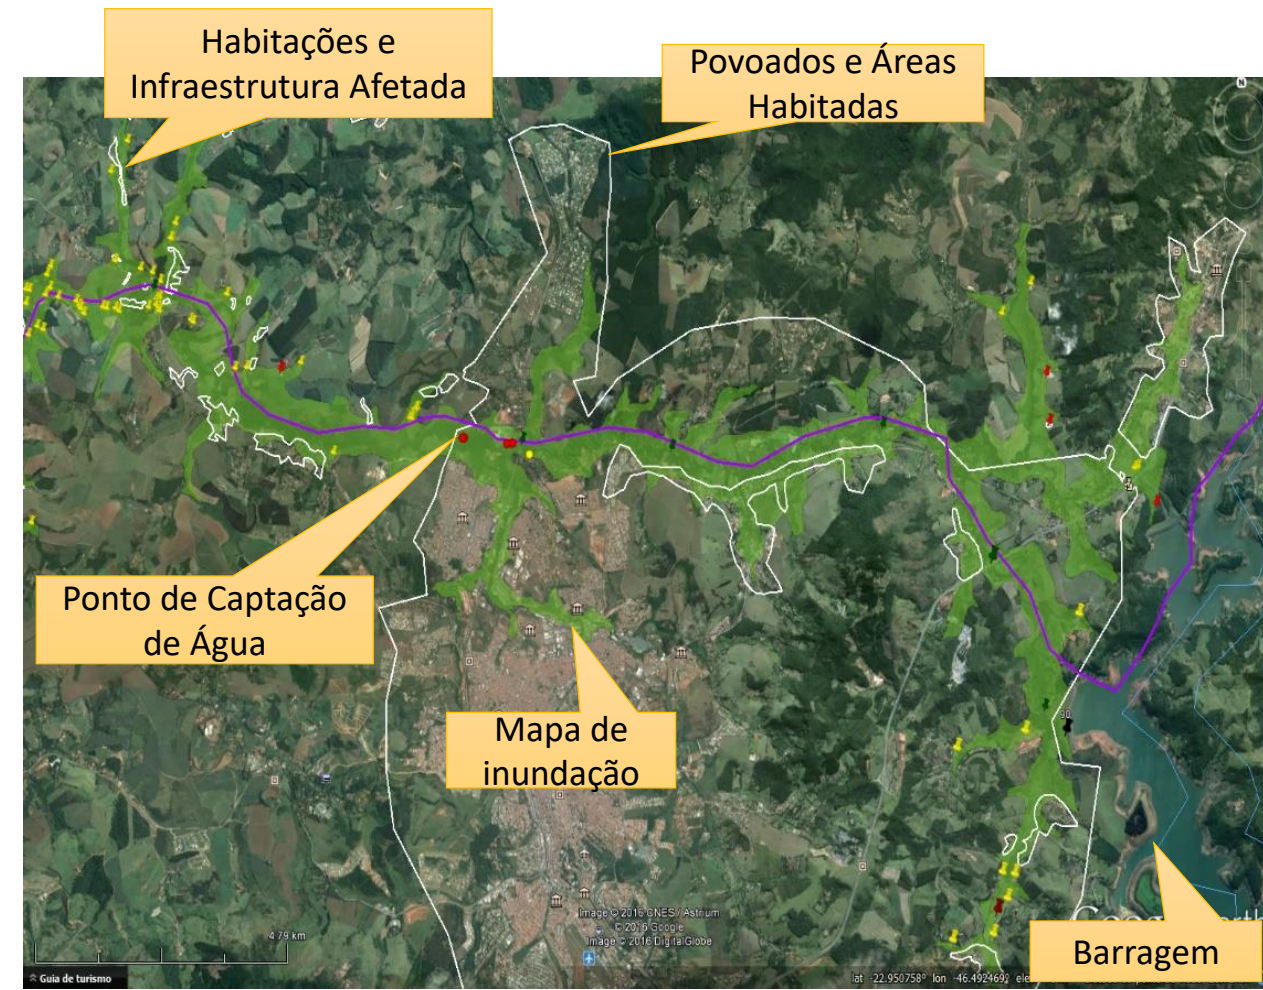 Habitações e
Infraestrutura Afetada
Povoados e Áreas
Habitadas
N
Ponto de Captação
de Água
Mapa de
inundação
90
Barragem
4.79 km
Image © 2016 CNES / Astrium
© 2016 Google
Image © 2016 DigitalGlobe
Guia de turismo
lat -22.950758° lon -46.492469°